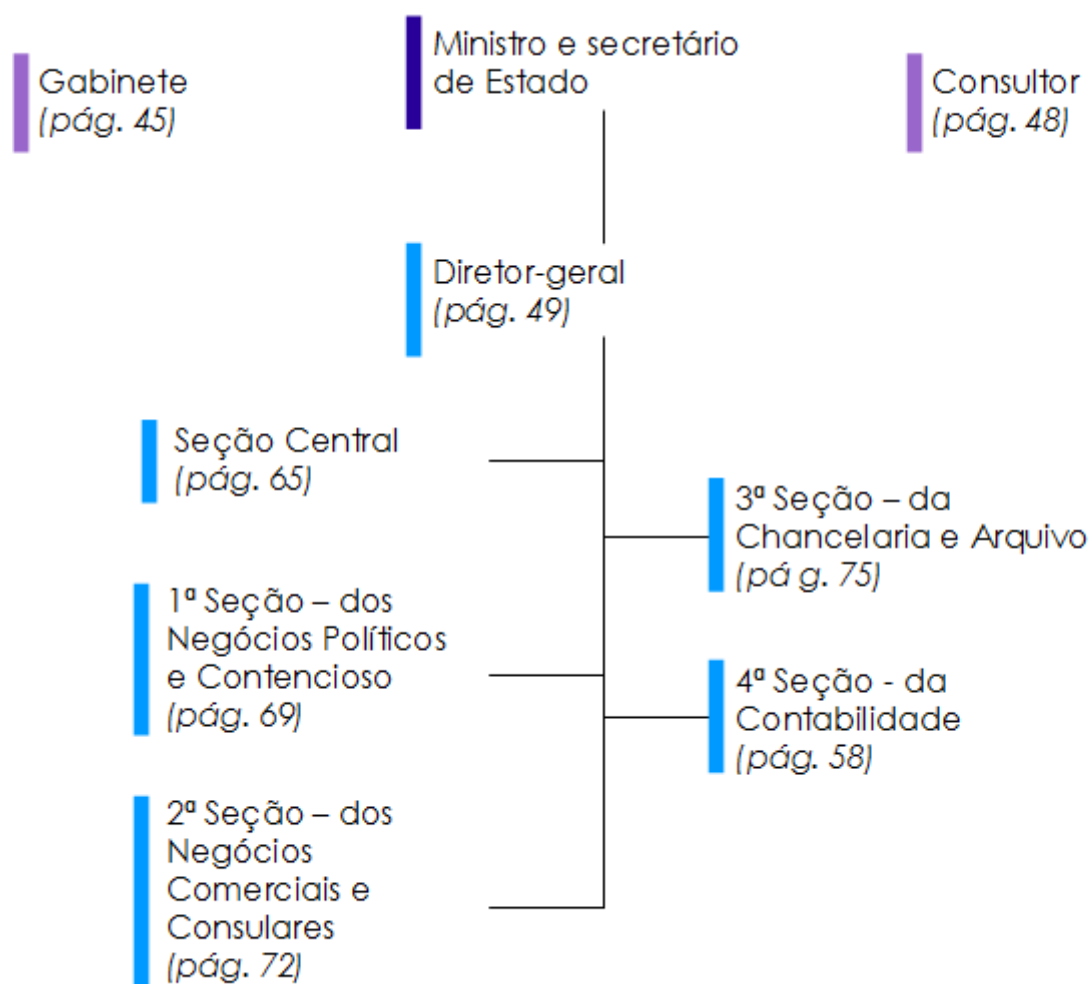 Gabinete
(pág. 45)
Ministro e secretário
de Estado
Consultor
(pág. 48)
Diretor-geral
(pág. 49)
Seção Central
(pág. 65)
3ª Seção – da
Chancelaria e Arquivo
(pá g. 75)
1ª Seção – dos
Negócios Políticos
e Contencioso
(pág. 69)
4ª Seção - da
Contabilidade
(pág. 58)
2ª Seção – dos
Negócios
Comerciais e
Consulares
(pág. 72)